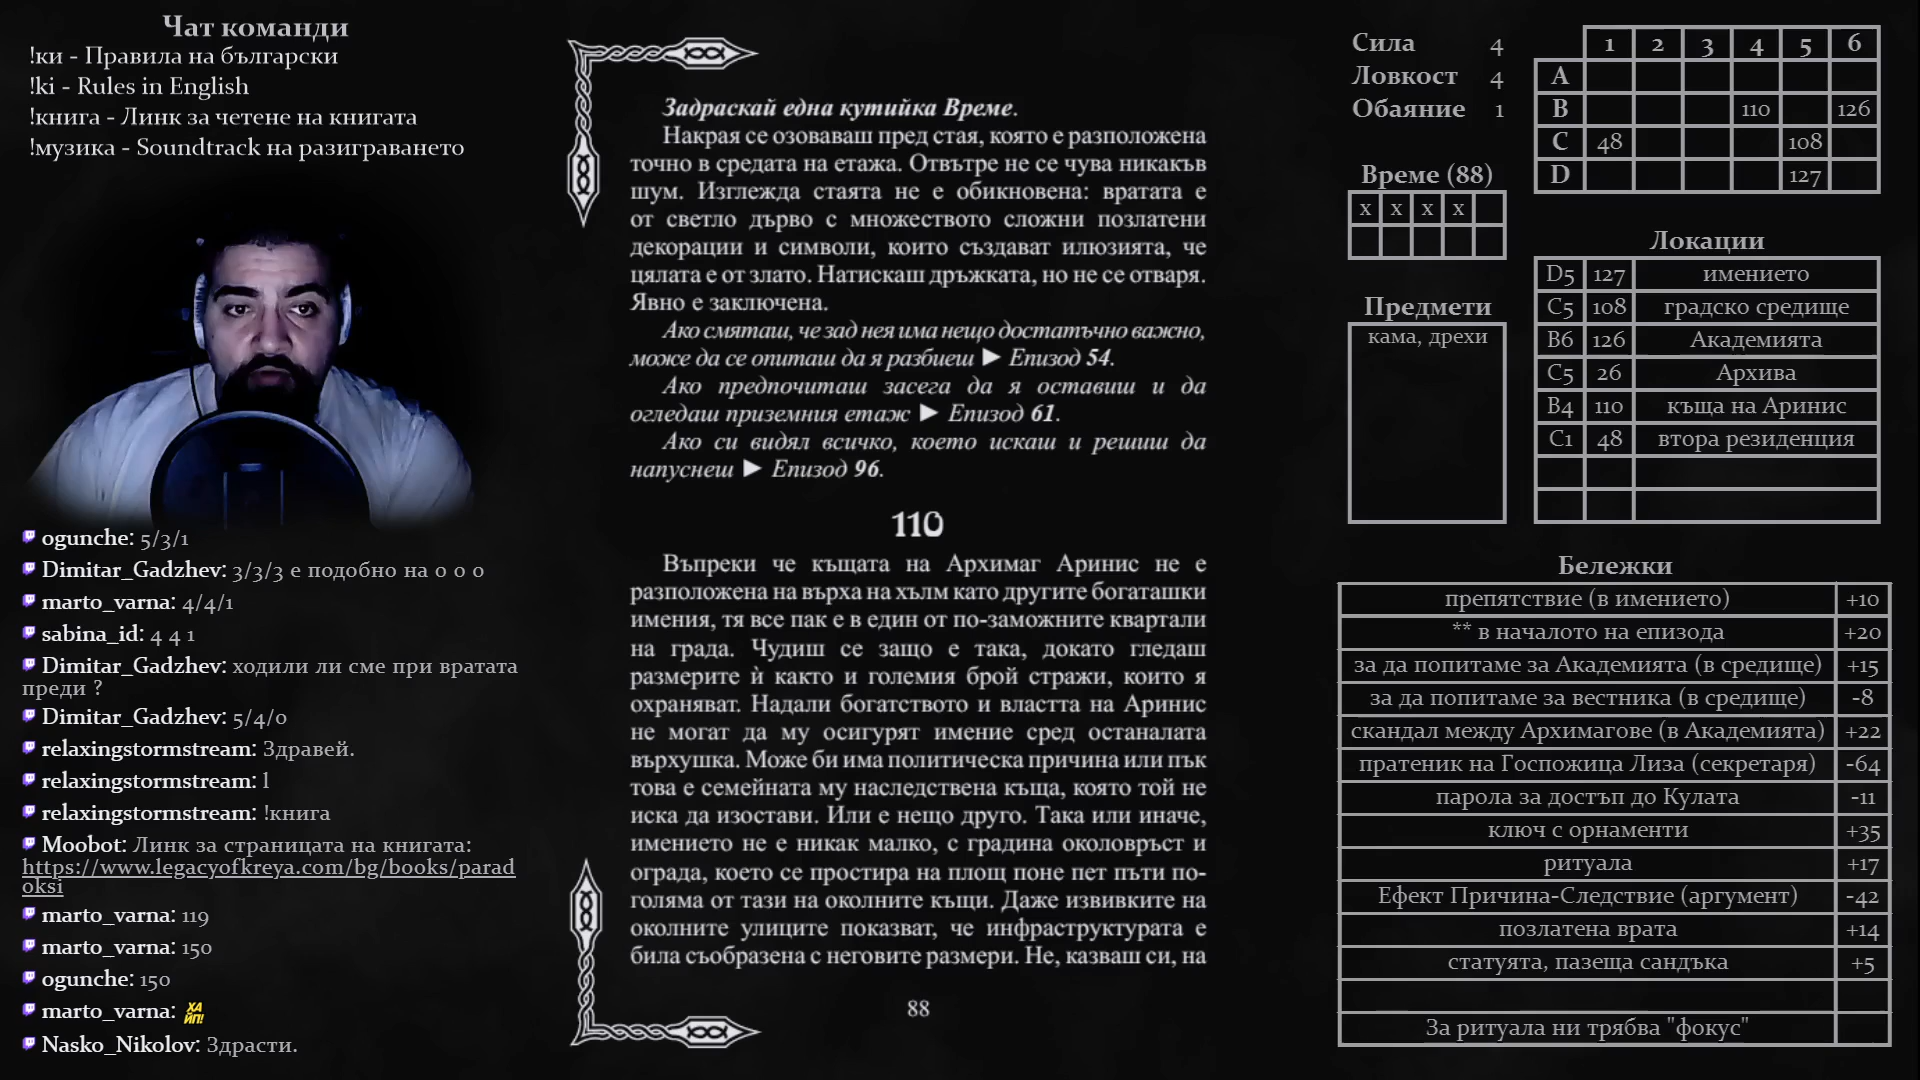 Чат команди
!ки - Правила на български
!ki - Rules in English
!книга - Линк за четене на книгата
!музика - Soundtrack на разиграването
ogunche: 5/3/1
Dimitar_Gadzhev: 3/3/3 е подобно на 0 0 0
marto_varna: 4/4/1
sabina_id: 4 4 1
Dimitar_Gadzhev: ходили ли сме при вратата
преди ?
Dimitar_Gadzhev: 5/4/0
relaxingstormstream: Здравей.
relaxingstormstream: l
relaxingstormstream: !книга
Moobot: Линк за страницата на книгата:
https://www.legacyofkreya.com/bg/books/parad
oksi
marto_varna: 119
marto_varna: 150
ogunche: 150
marto_varna: ХА
ЙП!
Nasko_Nikolov: Здрасти.
Задраскай една кутийка Време.
Накрая се озоваваш пред стая, която е разположена
точно в средата на етажа. Отвътре не се чува никакъв
шум. Изглежда стаята не е обикновена: вратата е
от светло дърво с множеството сложни позлатени
декорации и символи, които създават илюзията, че
цялата е от злато. Натискаш дръжката, но не се отваря.
Явно е заключена.
Ако смяташ, че зад нея има нещо достатъчно важно,
може да се опиташ да я разбиеш ► Епизод 54.
Ако предпочиташ засега да я оставиш и да
огледаш приземния етаж ► Епизод 61.
Ако си видял всичко, което искаш и решиш да
напуснеш ► Епизод 96.
110
Въпреки че къщата на Архимаг Аринис не е
разположена на върха на хълм като другите богаташки
имения, тя все пак е в един от по-заможните квартали
на града. Чудиш се защо е така, докато гледаш
размерите ѝ както и големия брой стражи, които я
охраняват. Надали богатството и властта на Аринис
не могат да му осигурят имение сред останалата
върхушка. Може би има политическа причина или пък
това е семейната му наследствена къща, която той не
иска да изостави. Или е нещо друго. Така или иначе,
имението не е никак малко, с градина околовръст и
ограда, което се простира на площ поне пет пъти по-
голяма от тази на околните къщи. Даже извивките на
околните улиците показват, че инфраструктурата е
била съобразена с неговите размери. Не, казваш си, на
88
Сила 4
Ловкост 4
Обаяние 1
Време (88)
x x x x
Предмети
кама, дрехи
1 2 3 4 5 6
A
B 110 126
C 48 108
D 127
Локации
D5 127 имението
C5 108 градско средище
B6 126 Академията
C5 26 Архива
B4 110 къща на Аринис
C1 48 втора резиденция
Бележки
препятствие (в имението) +10
** в началото на епизода +20
за да попитаме за Академията (в средище) +15
за да попитаме за вестника (в средище) -8
скандал между Архимагове (в Академията) +22
пратеник на Госпожица Лиза (секретаря) -64
парола за достъп до Кулата -11
ключ с орнаменти +35
ритуала +17
Ефект Причина-Следствие (аргумент) -42
позлатена врата +14
статуята, пазеща сандъка +5
За ритуала ни трябва "фокус"